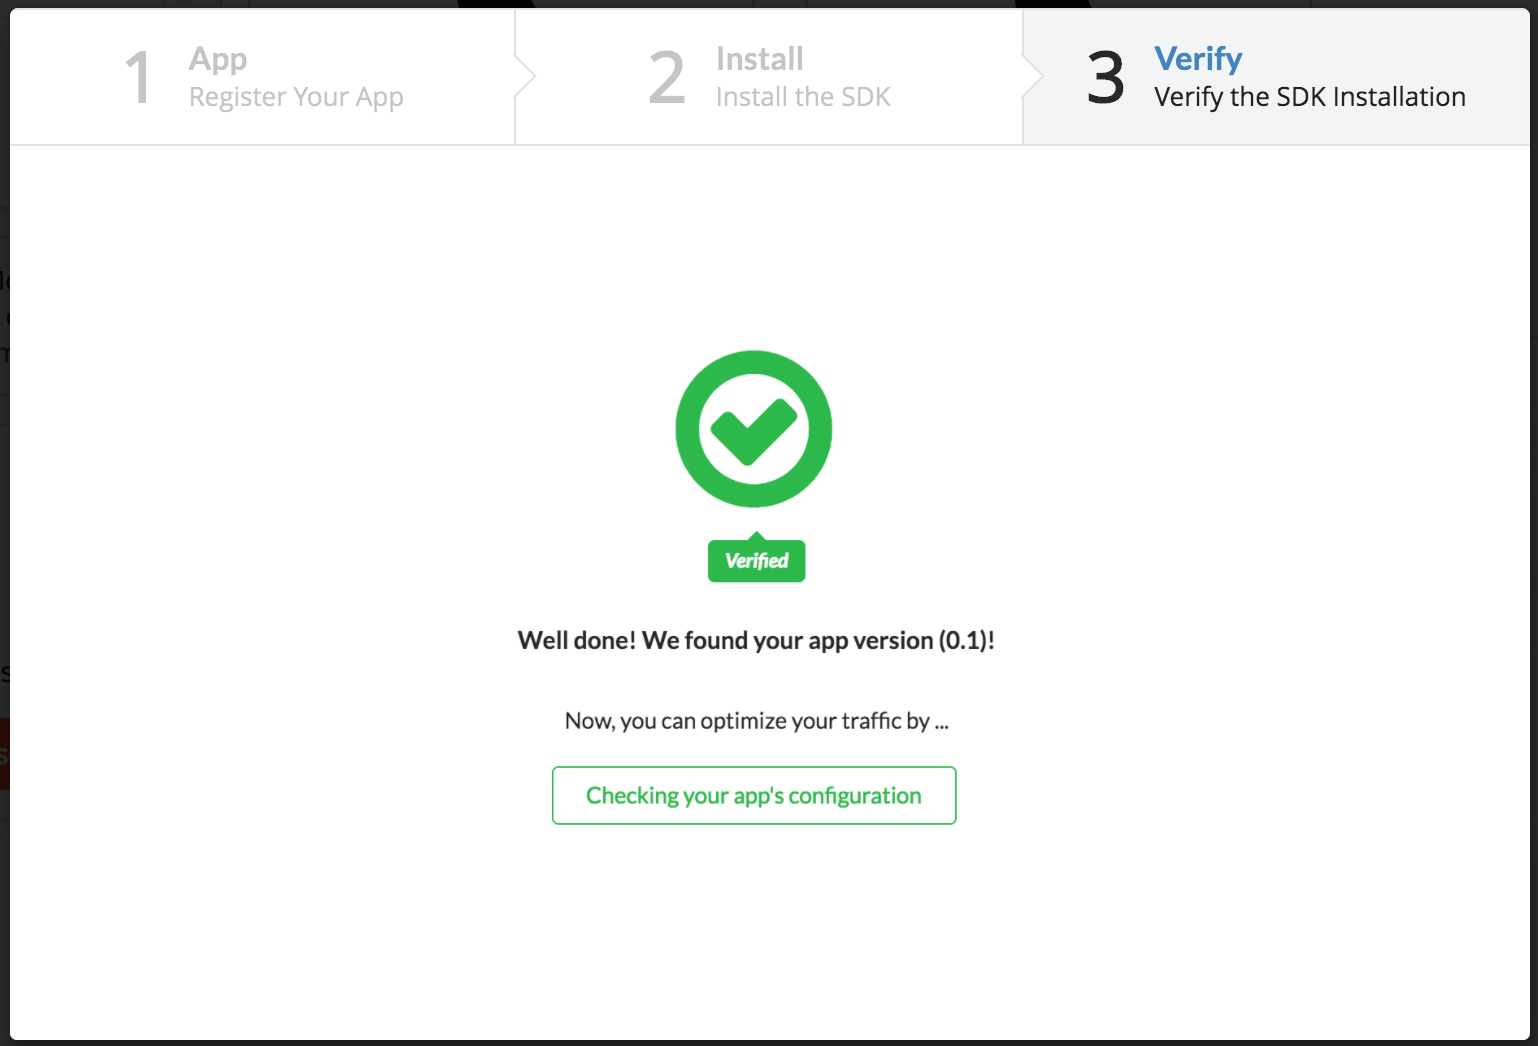 1
App
Register Your App
2
Install
Install the SDK
3
Verify
Verify the SDK Installation
Verified
Well done! We found your app version (0.1)!
Now, you can optimize your traffic by ...
Checking your app's configuration